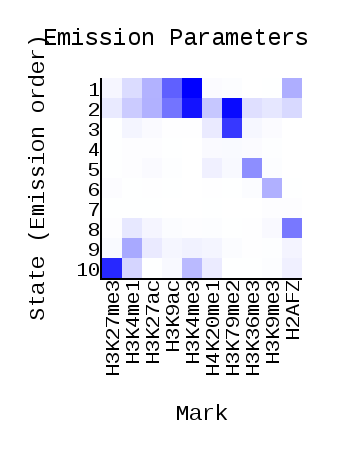 Emission Parameters
State (Emission order)
1
2
3
4
5
6
7
8
9
10
H3K27me3
H3K4me1
H3K27ac
H3K9ac
H3K4me3
H4K20me1
H3K79me2
H3K36me3
H3K9me3
H2AFZ
Mark